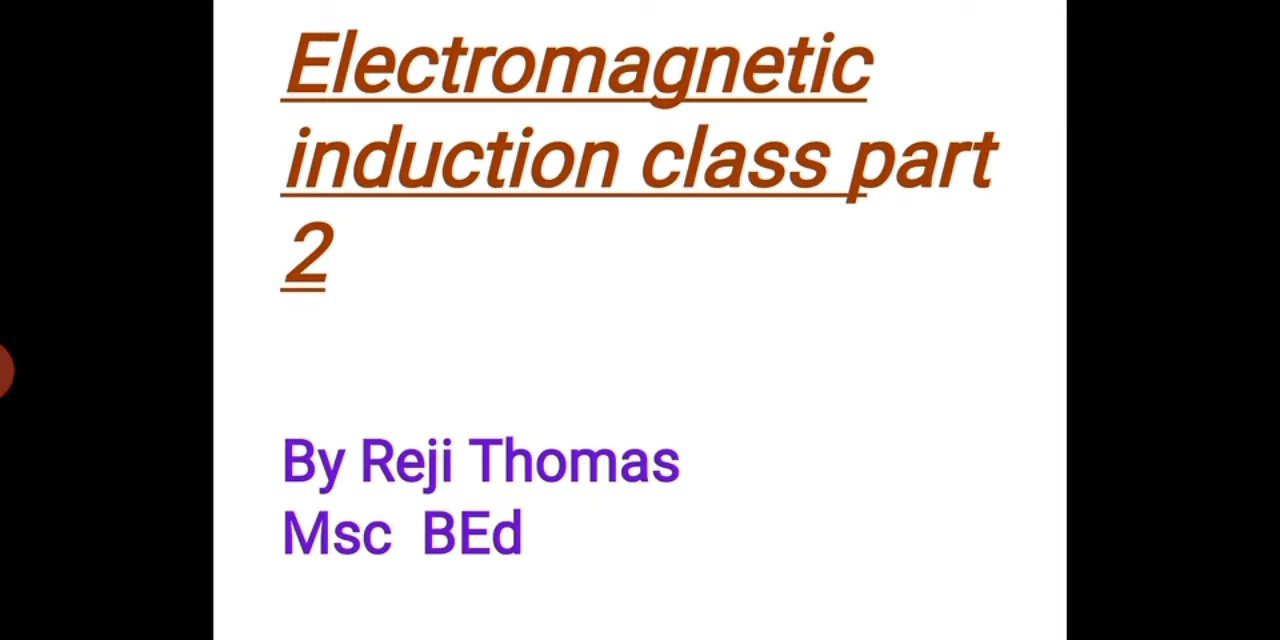 Electromagnetic
induction class part
2
By Reji Thomas
Msc  BEd